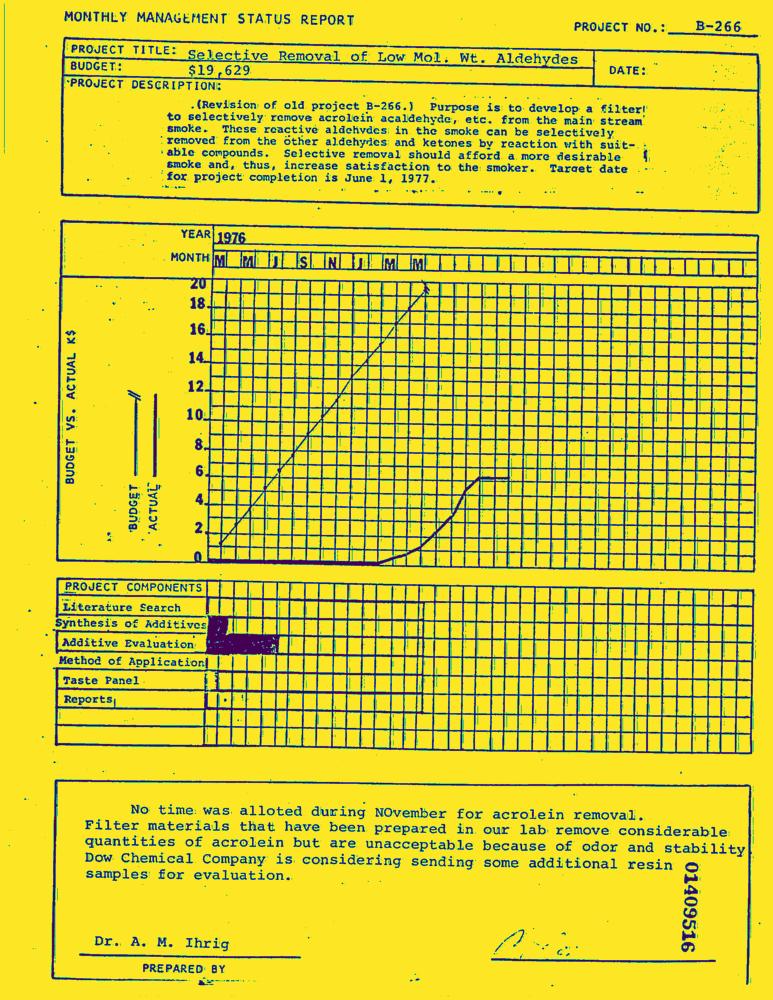 MONTHLY MANAGEMENT STATUS REPORT
PROJECT NO.: B-266
PROJECT TITLE: Selective Removal of Low Mol. Wt. Aldehydes
BUDGET: $19,629
DATE:
PROJECT DESCRIPTION:
(Revision of old project B-266.) Purpose is to develop a filter
to selectively remove acrolein acaldehyde, etc. from the main stream
smoke. These reactive aldehydes in the smoke can be selectively
removed from the other aldehydes and ketones by reaction with suit-
able compounds. Selective removal should afford a more desirable
smoke and, thus, increase satisfaction to the smoker. Target date
for project completion is June 1, 1977.
YEAR 1976
MONTH M M J S N J M M
BUDGET VS. ACTUAL K$
BUDGET
ACTUAL
20
18
16
14
12
10
8
6
4
2
0
PROJECT COMPONENTS
Literature Search
Synthesis of Additives
Additive Evaluation
Method of Application
Taste Panel
Reports
No time was alloted during NOvember for acrolein removal.
Filter materials that have been prepared in our lab remove considerable
quantities of acrolein but are unacceptable because of odor and stability
Dow Chemical Company is considering sending some additional resin
samples for evaluation.
01409516
Dr. A. M. Ihrig
PREPARED BY